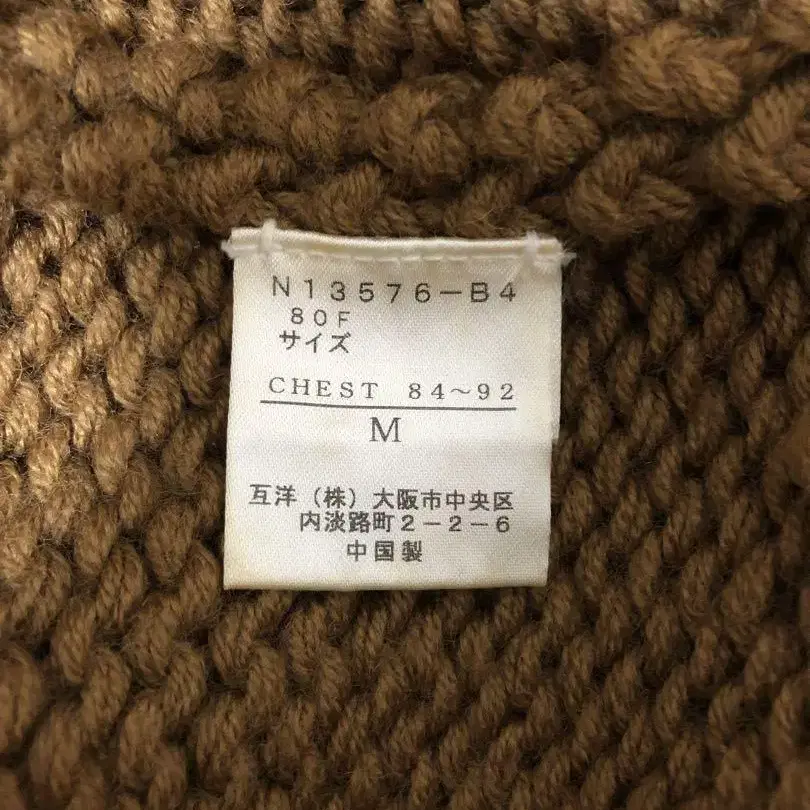 N13576-B4
80F
サイズ
CHEST 84~92
M
互洋(株)大阪市中央区
内淡路町2-2-6
中国製